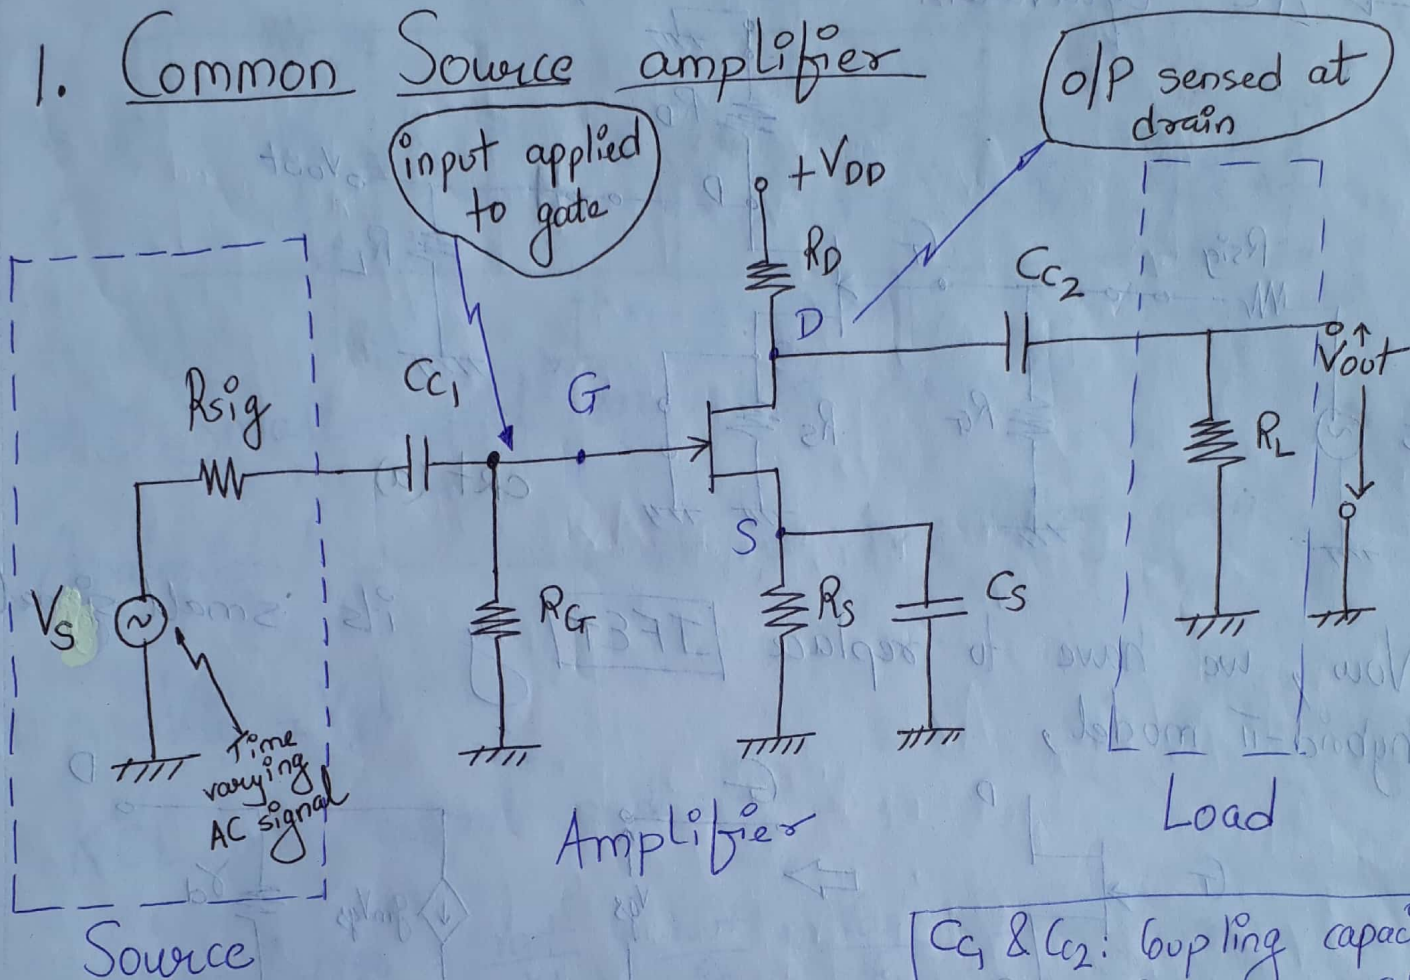 1. Common Source amplifier
input applied
to gate
o/P sensed at
drain
+VDD
RD
D
CC2
Vout
Rsig
CC1
G
RL
S
VS
RG
RS
CS
Time
varying
AC signal
Amplifier
Load
Source
CC1 & CC2: Coupling capaci